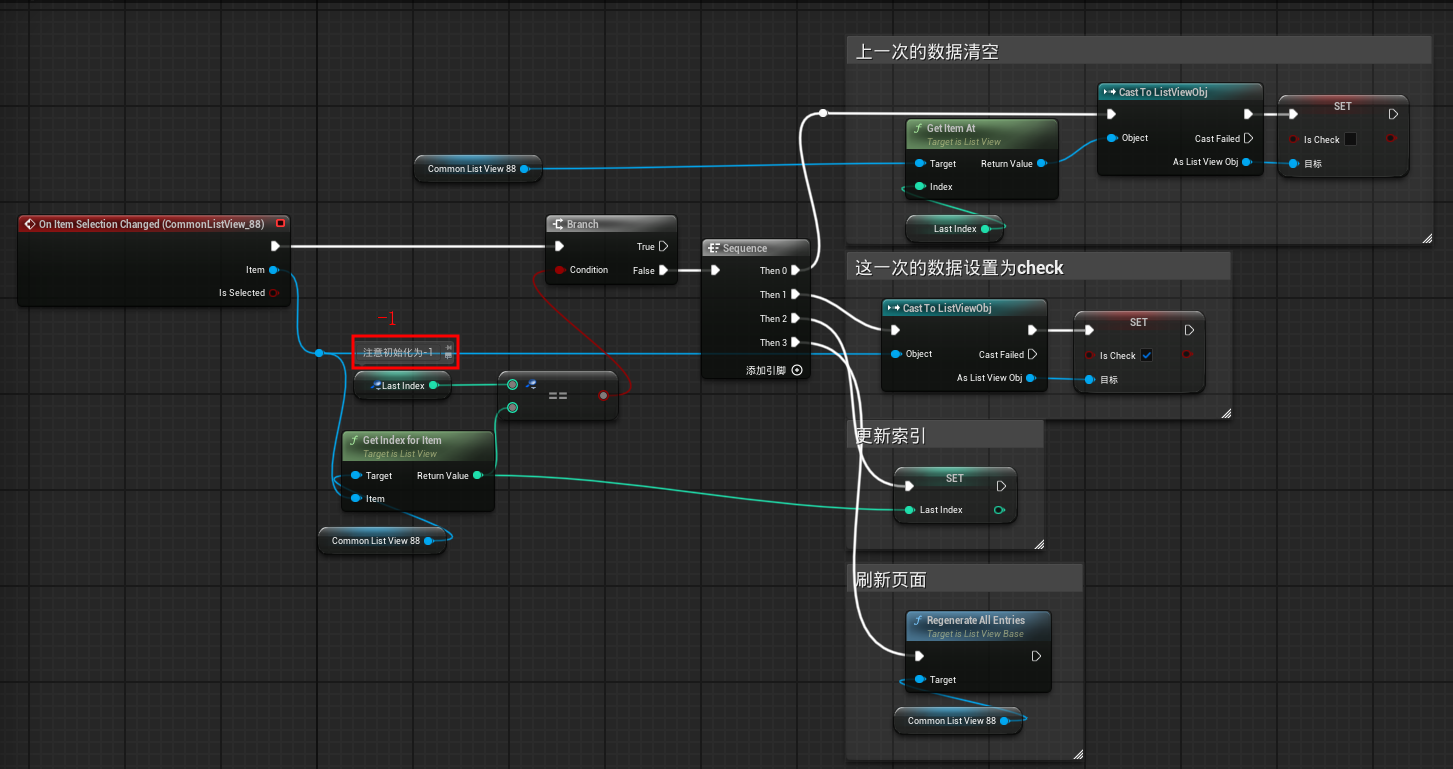 上一次的数据清空
Cast To ListViewObj
SET
Get Item At
Target is List View
Is Check
Object
Cast Failed
As List View Obj
目标
Common List View 88
Target
Return Value
Index
Last Index
On Item Selection Changed (CommonListView_88)
Item
Is Selected
Branch
True
Condition
False
Sequence
Then 0
Then 1
Then 2
Then 3
添加引脚
这一次的数据设置为check
Cast To ListViewObj
SET
Object
Cast Failed
Is Check
As List View Obj
目标
-1
注意初始化为-1
Last Index
==
Get Index for Item
Target is List View
Target
Return Value
Item
Common List View 88
更新索引
SET
Last Index
刷新页面
Regenerate All Entries
Target is List View Base
Target
Common List View 88